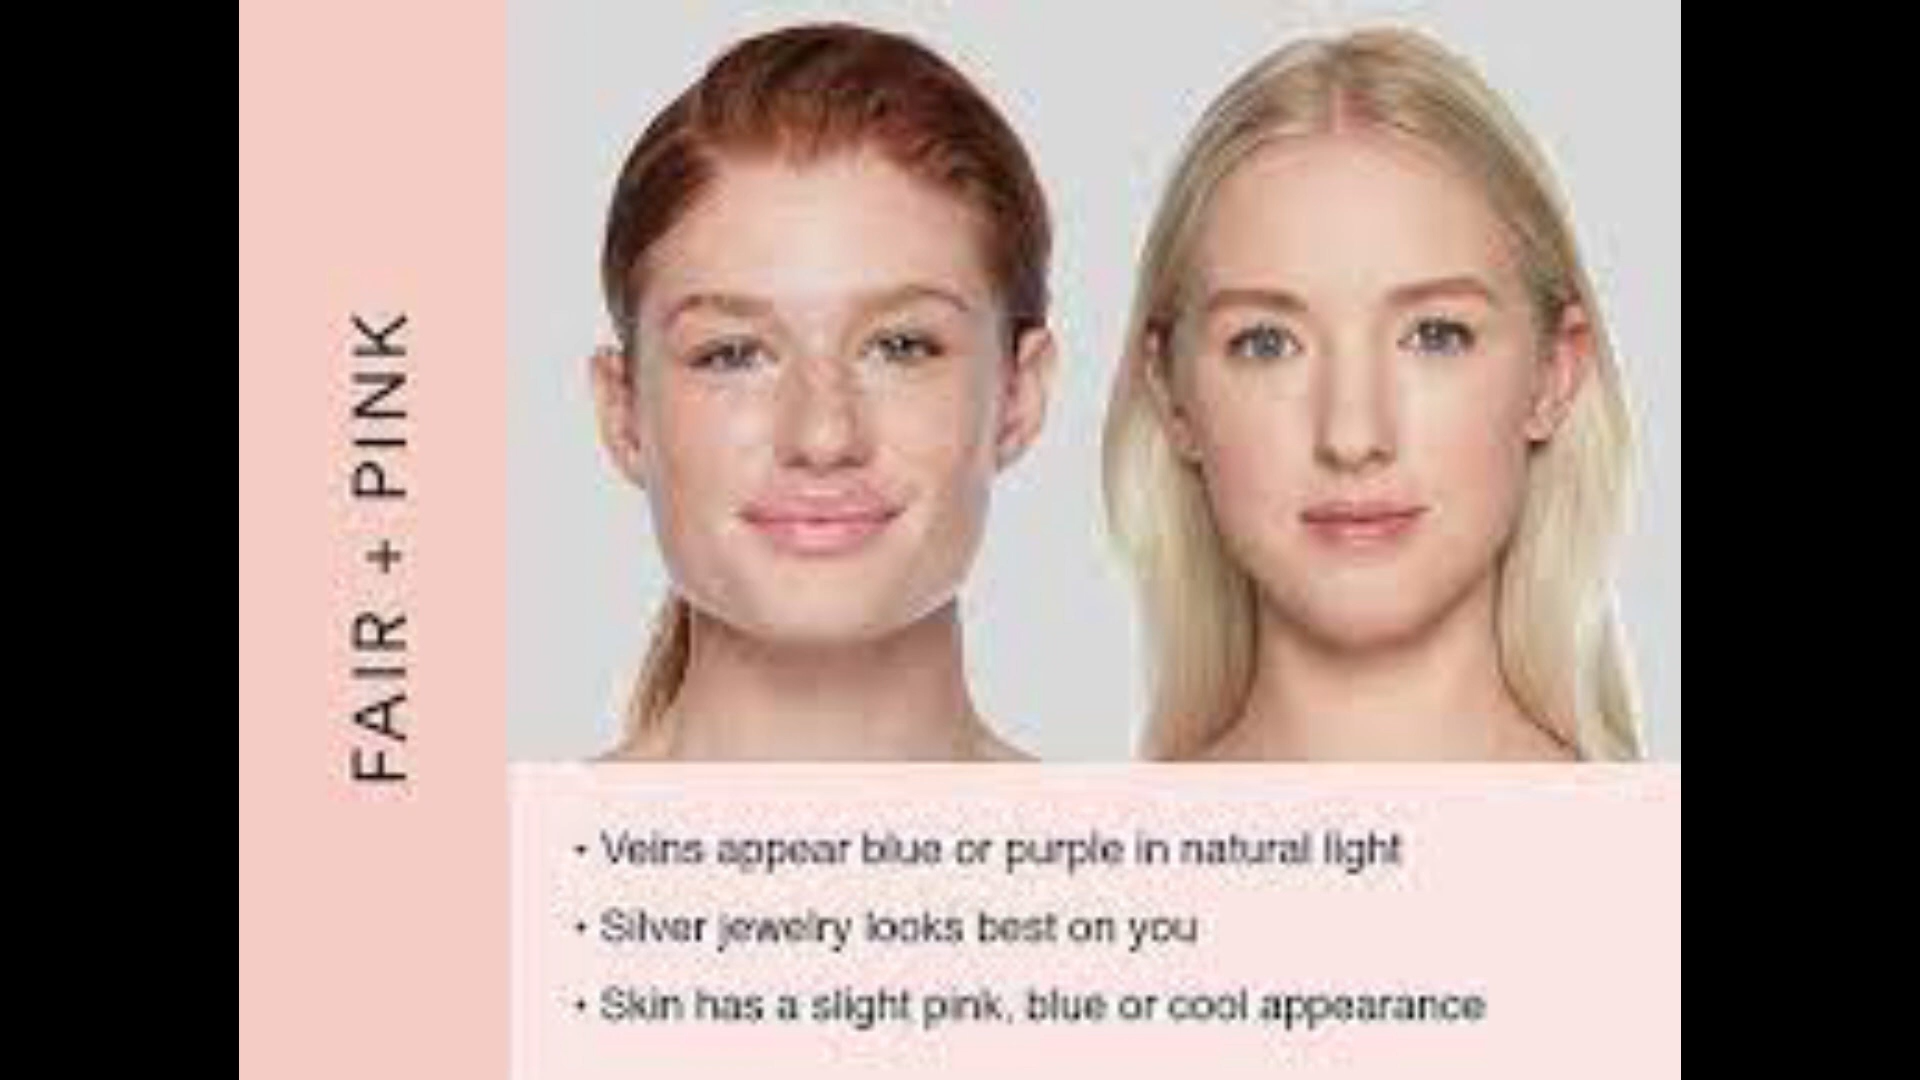 FAIR + PINK
• Veins appear blue or purple in natural light
• Silver jewelry looks best on you
• Skin has a slight pink, blue or cool appearance